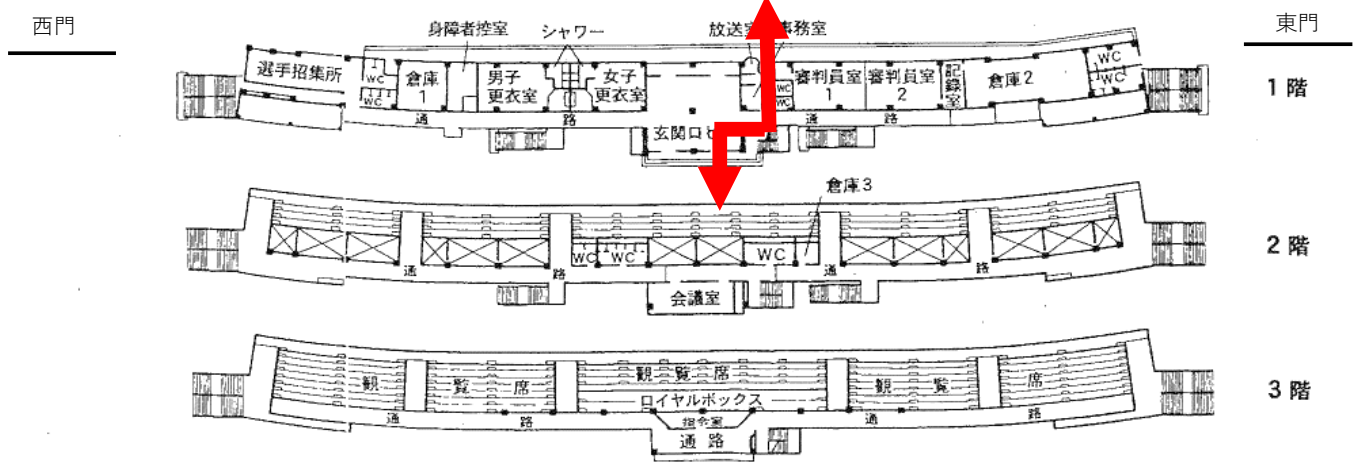 西門
東門
身障者控室
シャワー
放送室
事務室
選手招集所
WC
WC
倉庫
1
男子
更衣室
女子
更衣室
WC
WC
審判員室
1
審判員室
2
記録室
倉庫2
WC
WC
1階
通路
通路
玄関ロビ
倉庫3
WC
WC
WC
2階
通路
通路
会議室
観覧席
観覧席
観覧席
3階
ロイヤルボックス
指令室
通路
通路
通路